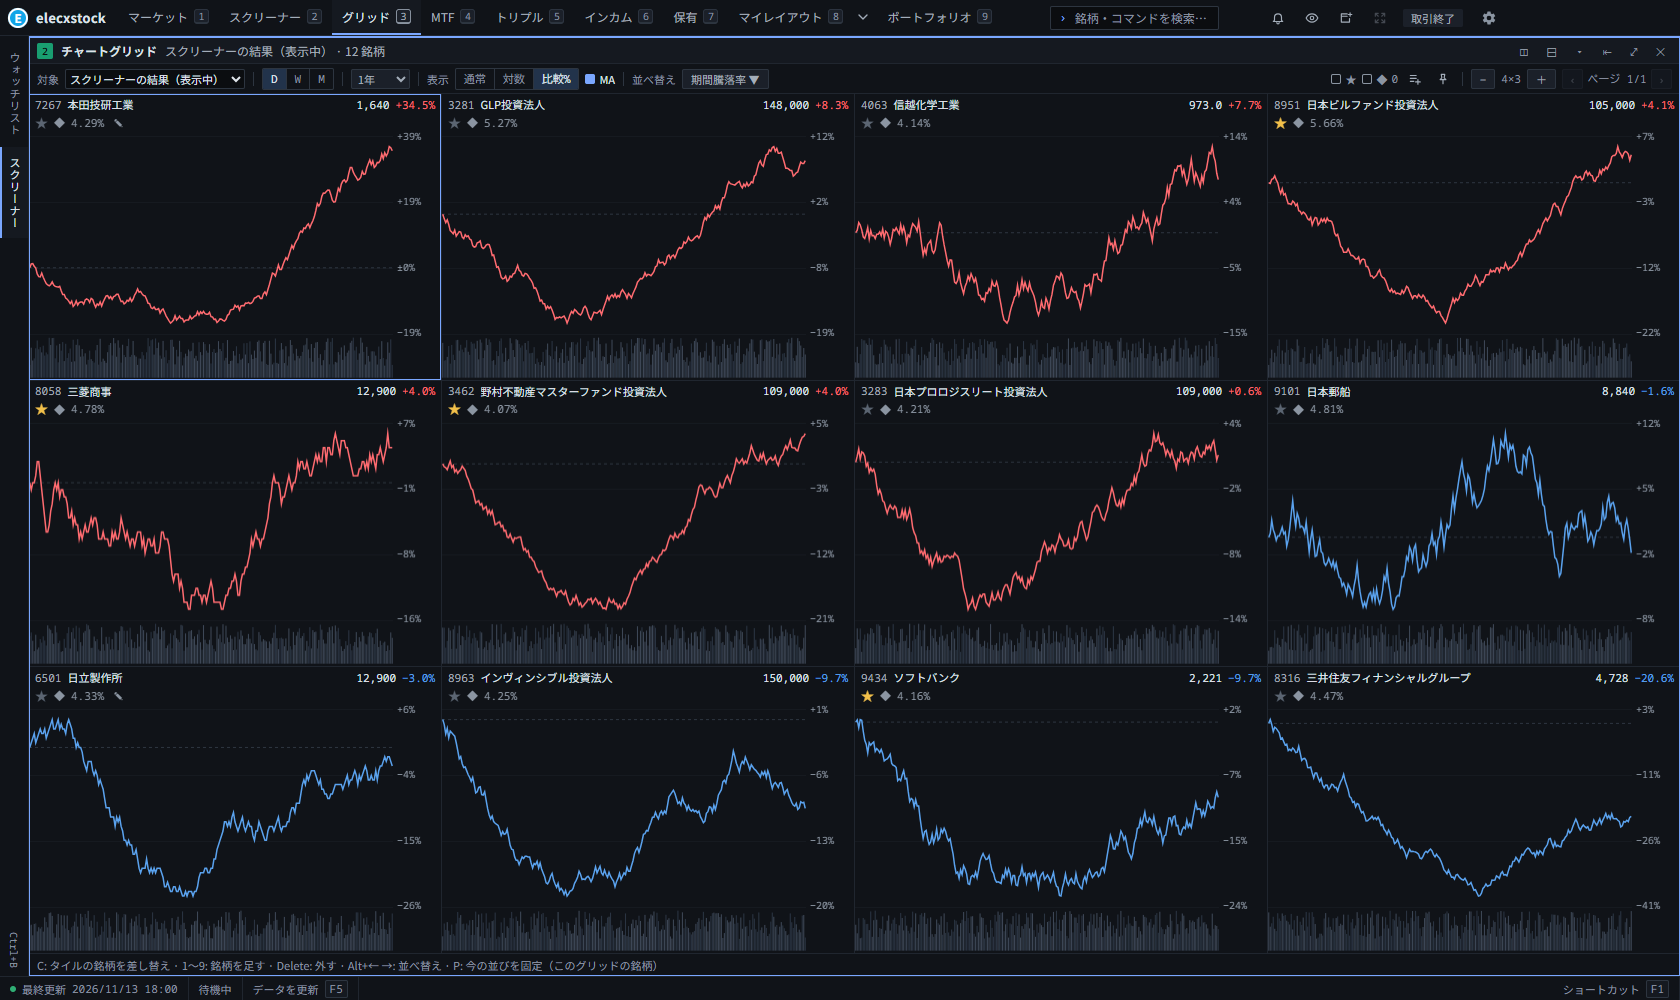 elecxstock マーケット 1 スクリーナー 2 グリッド 3 MTF 4 トリプル 5 インカム 6 保有 7 マイレイアウト 8 ポートフォリオ 9 › 銘柄・コマンドを検索… 取引終了
ウォッチリスト
スクリーナー
Ctrl+B
2 チャートグリッド スクリーナーの結果（表示中）・12 銘柄
対象 スクリーナーの結果（表示中） D W M 1年 表示 通常 対数 比較% MA 並べ替え 期間騰落率 ▼ ★ ◆ 0 − 4×3 + ‹ ページ 1/1 ›
7267 本田技研工業 1,640 +34.5%
★ ◆ 4.29%
+39%
+19%
±0%
−19%
3281 GLP投資法人 148,000 +8.3%
★ ◆ 5.27%
+12%
+2%
−8%
−19%
4063 信越化学工業 973.0 +7.7%
★ ◆ 4.14%
+14%
+4%
−5%
−15%
8951 日本ビルファンド投資法人 105,000 +4.1%
★ ◆ 5.66%
+7%
−3%
−12%
−22%
8058 三菱商事 12,900 +4.0%
★ ◆ 4.78%
+7%
−1%
−8%
−16%
3462 野村不動産マスターファンド投資法人 109,000 +4.0%
★ ◆ 4.07%
+5%
−3%
−12%
−21%
3283 日本プロロジスリート投資法人 109,000 +0.6%
★ ◆ 4.21%
+4%
−2%
−8%
−14%
9101 日本郵船 8,840 −1.6%
★ ◆ 4.81%
+12%
+5%
−2%
−8%
6501 日立製作所 12,900 −3.0%
★ ◆ 4.33%
+6%
−4%
−15%
−26%
8963 インヴィンシブル投資法人 150,000 −9.7%
★ ◆ 4.25%
+1%
−6%
−13%
−20%
9434 ソフトバンク 2,221 −9.7%
★ ◆ 4.16%
+2%
−7%
−15%
−24%
8316 三井住友フィナンシャルグループ 4,728 −20.6%
★ ◆ 4.47%
+3%
−11%
−26%
−41%
C: タイルの銘柄を差し替え · 1〜9: 銘柄を足す · Delete: 外す · Alt+← →: 並べ替え · P: 今の並びを固定（このグリッドの銘柄）
最終更新 2026/11/13 18:00 待機中 データを更新 F5 ショートカット F1